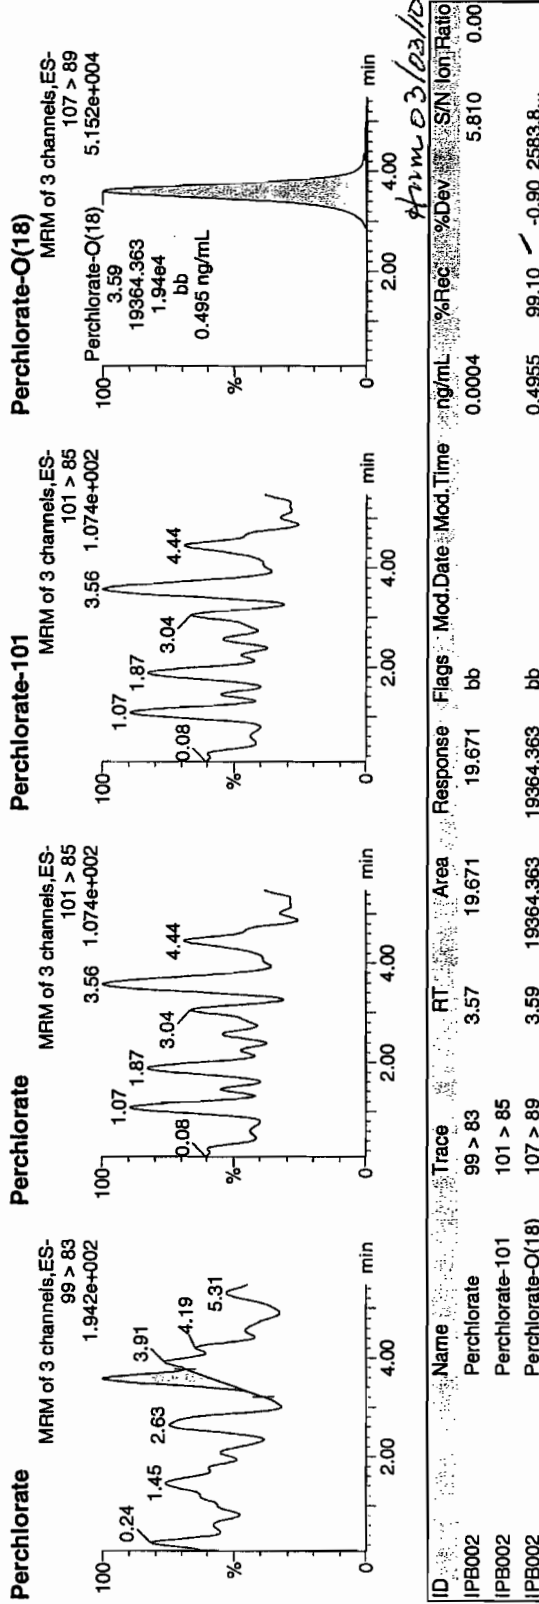 Perchlorate
MRM of 3 channels,ES-
99 > 83
1.942e+002
100
%
0
0.24
1.45
2.63
3.91
4.19
5.31
2.00
4.00
min
Perchlorate
MRM of 3 channels,ES-
101 > 85
1.074e+002
100
%
0
0.08
1.07
1.87
3.04
3.56
4.44
2.00
4.00
min
Perchlorate-101
MRM of 3 channels,ES-
101 > 85
1.074e+002
100
%
0
0.08
1.07
1.87
3.04
3.56
4.44
2.00
4.00
min
Perchlorate-O(18)
MRM of 3 channels,ES-
107 > 89
5.152e+004
100
%
0
Perchlorate-O(18)
3.59
19364.363
1.94e4
bb
0.495 ng/mL
2.00
4.00
min
03/03/10
ID Name Trace RT Area Response Flags Mod.Date Mod.Time ng/mL %Rec %Dev S/N Ion Ratio
IPB002 Perchlorate 99 > 83 3.57 19.671 19.671 bb 0.0004 5.810 0.00
IPB002 Perchlorate-101 101 > 85
IPB002 Perchlorate-O(18) 107 > 89 3.59 19364.363 19364.363 bb 0.4955 99.10 -0.90 2583.8...